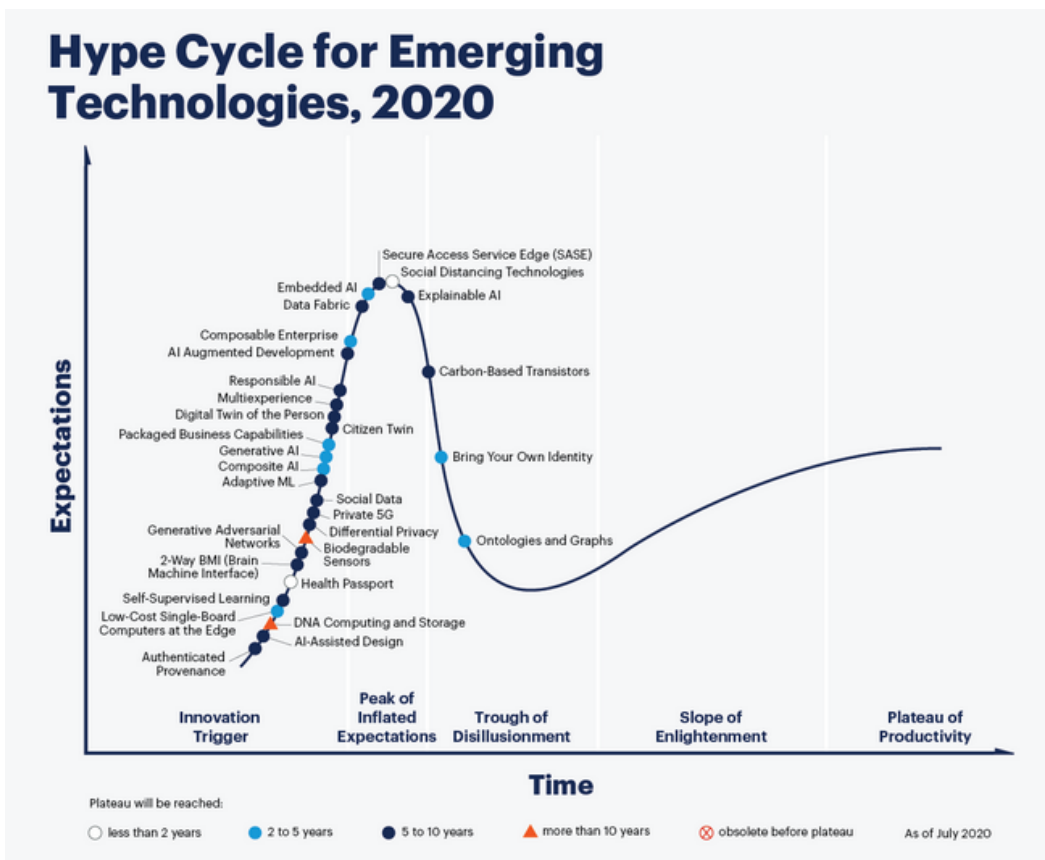 Hype Cycle for Emerging
Technologies, 2020
Expectations
Secure Access Service Edge (SASE)
Social Distancing Technologies
Embedded AI
Explainable AI
Data Fabric
Composable Enterprise
AI Augmented Development
Carbon-Based Transistors
Responsible AI
Multiexperience
Digital Twin of the Person
Citizen Twin
Packaged Business Capabilities
Generative AI
Bring Your Own Identity
Composite AI
Adaptive ML
Social Data
Private 5G
Differential Privacy
Generative Adversarial
Networks
Ontologies and Graphs
Biodegradable
Sensors
2-Way BMI (Brain
Machine Interface)
Health Passport
Self-Supervised Learning
Low-Cost Single-Board
Computers at the Edge
DNA Computing and Storage
AI-Assisted Design
Authenticated
Provenance
Innovation
Trigger
Peak of
Inflated
Expectations
Trough of
Disillusionment
Slope of
Enlightenment
Plateau of
Productivity
Time
Plateau will be reached:
less than 2 years
2 to 5 years
5 to 10 years
more than 10 years
obsolete before plateau
As of July 2020